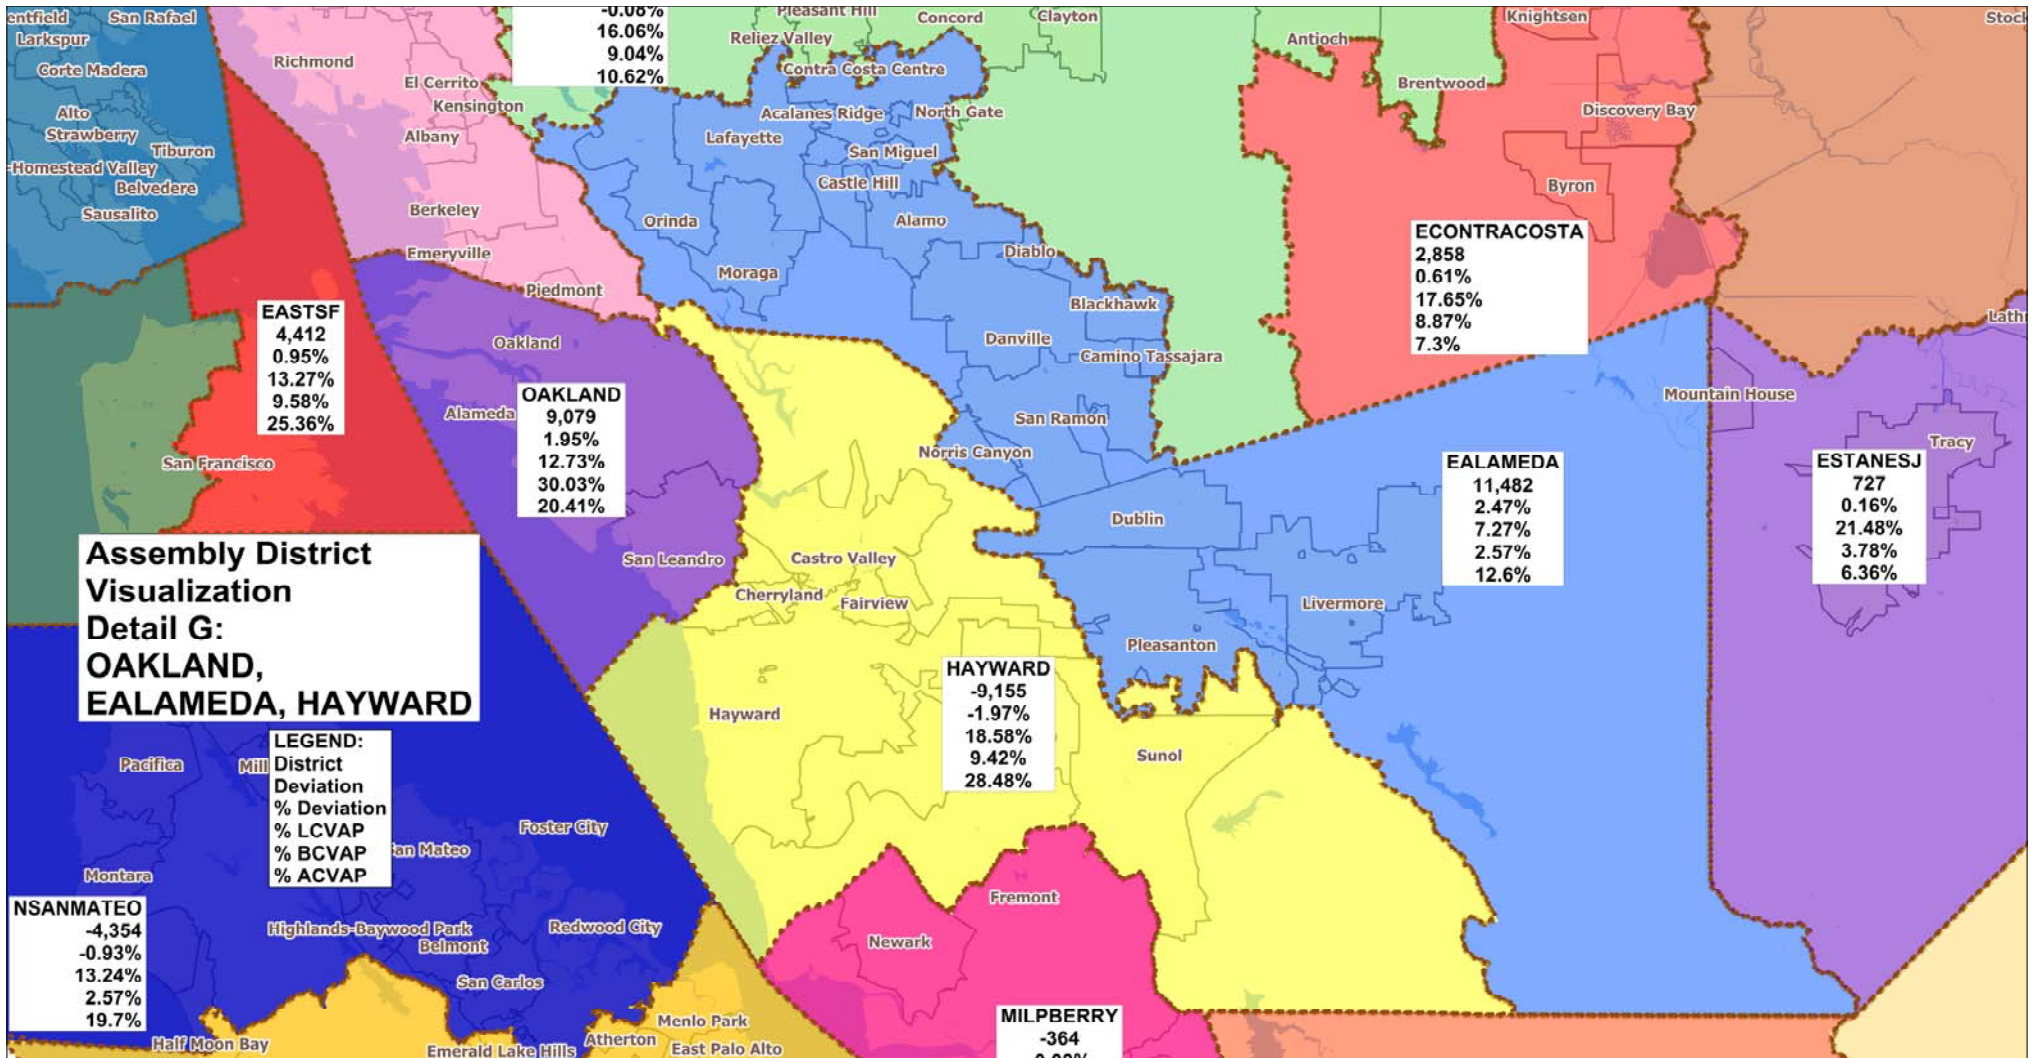 entfield
San Rafael
Larkspur
Corte Madera
Alto
Strawberry
Tiburon
-Homestead Valley
Belvedere
Sausalito
Richmond
El Cerrito
Kensington
Albany
Berkeley
Emeryville
Piedmont
-0.08%
16.06%
9.04%
10.62%
Pleasant Hill
Concord
Clayton
Reliez Valley
Contra Costa Centre
Acalanes Ridge
North Gate
Lafayette
San Miguel
Castle Hill
Orinda
Alamo
Moraga
Diablo
Blackhawk
Danville
Camino Tassajara
San Ramon
Norris Canyon
Antioch
Knightsen
Brentwood
Discovery Bay
Byron
Stock
Lathr
ECONTRACOSTA
2,858
0.61%
17.65%
8.87%
7.3%
EASTSF
4,412
0.95%
13.27%
9.58%
25.36%
San Francisco
Oakland
Alameda
OAKLAND
9,079
1.95%
12.73%
30.03%
20.41%
San Leandro
Mountain House
Tracy
EALAMEDA
11,482
2.47%
7.27%
2.57%
12.6%
ESTANESJ
727
0.16%
21.48%
3.78%
6.36%
Dublin
Livermore
Pleasanton
Castro Valley
Cherryland
Fairview
Hayward
Sunol
HAYWARD
-9,155
-1.97%
18.58%
9.42%
28.48%
Assembly District
Visualization
Detail G:
OAKLAND,
EALAMEDA, HAYWARD
LEGEND:
District
Deviation
% Deviation
% LCVAP
% BCVAP
% ACVAP
Pacifica
Mill
Foster City
an Mateo
Montara
Highlands-Baywood Park
Belmont
Redwood City
San Carlos
NSANMATEO
-4,354
-0.93%
13.24%
2.57%
19.7%
Half Moon Bay
Emerald Lake Hills
Atherton
Menlo Park
East Palo Alto
Fremont
Newark
MILPBERRY
-364